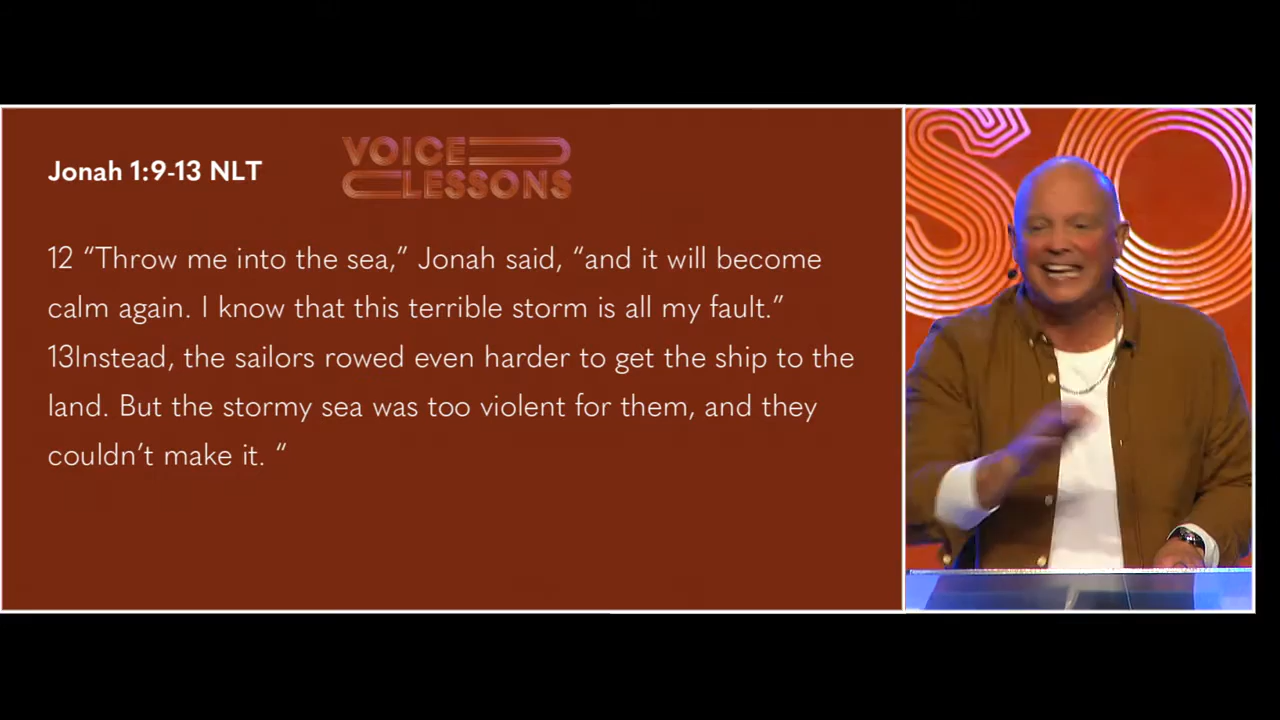 Jonah 1:9-13 NLT
VOICE
LESSONS
12 “Throw me into the sea,” Jonah said, “and it will become
calm again. I know that this terrible storm is all my fault.”
13Instead, the sailors rowed even harder to get the ship to the
land. But the stormy sea was too violent for them, and they
couldn’t make it. “
SO